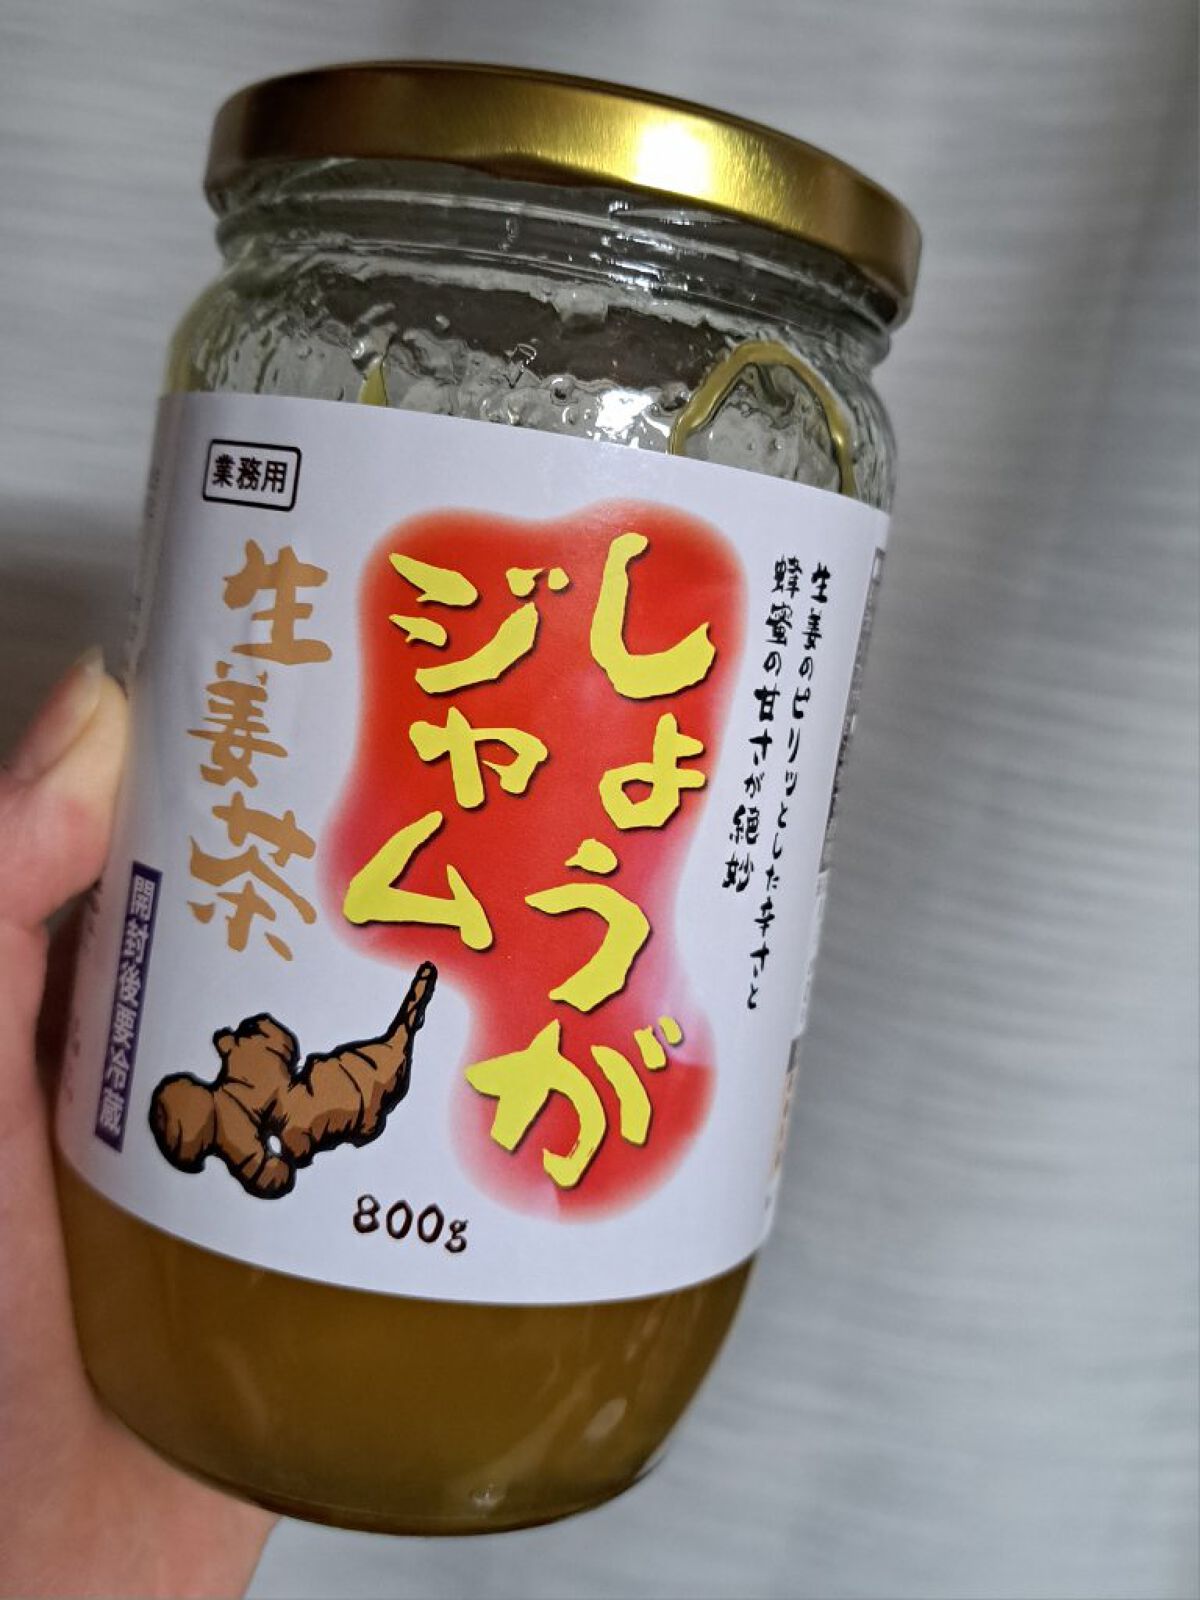 業務用
生姜のピリッとした辛さと
蜂蜜の甘さが絶妙
しょうが
ジャム
生姜茶
開封後要冷蔵
800g